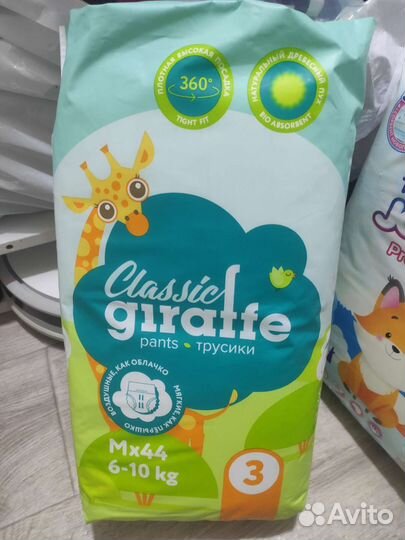 ПЛОТНАЯ ВЫСОКАЯ ПОСАДКА
360°
TIGHT FIT
НАТУРАЛЬНЫЙ ДРЕВЕСНЫЙ ПУХ
BIO ABSORBENT
Classic
giraffe
pants • трусики
ВОЗДУШНЫЕ, КАК ОБЛАЧКО
МЯГКИЕ, КАК ПЕРЫШКО
Mx44
6-10 kg
3
Avito